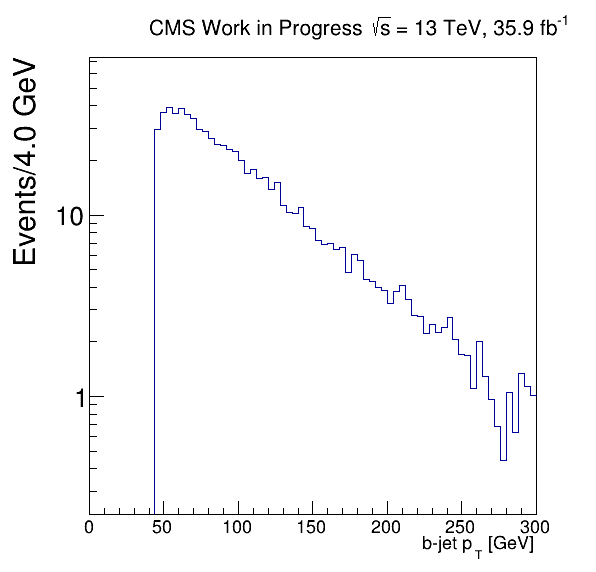 CMS Work in Progress √s = 13 TeV, 35.9 fb⁻¹
Events/4.0 GeV
10
1
0 50 100 150 200 250 300
b-jet p_T [GeV]